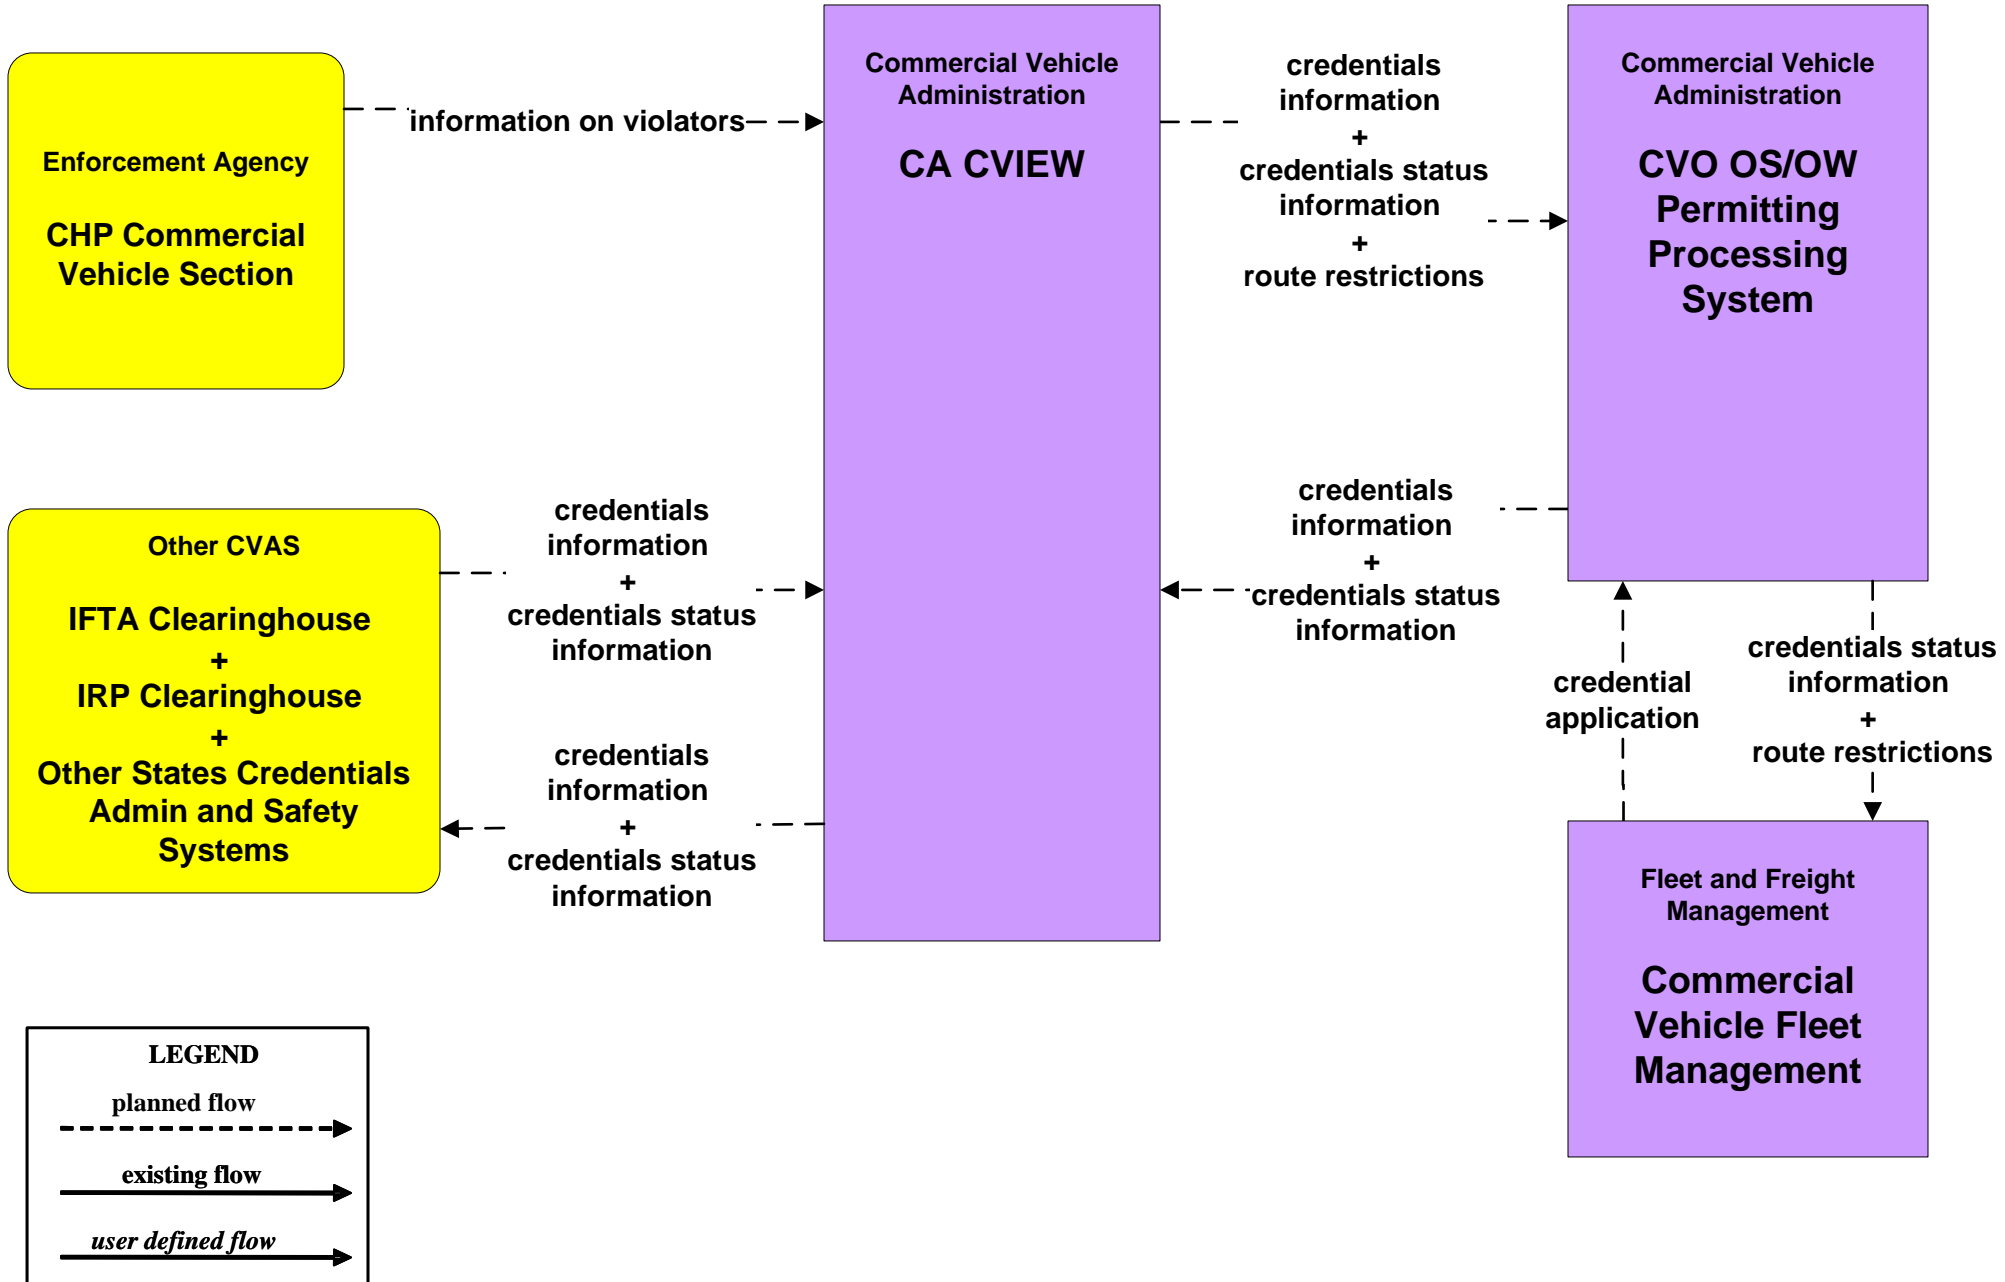 Enforcement Agency
CHP Commercial
Vehicle Section
information on violators
Commercial Vehicle
Administration
CA CVIEW
credentials
information
+
credentials status
information
+
route restrictions
Commercial Vehicle
Administration
CVO OS/OW
Permitting
Processing
System
Other CVAS
IFTA Clearinghouse
+
IRP Clearinghouse
+
Other States Credentials
Admin and Safety
Systems
credentials
information
+
credentials status
information
credentials
information
+
credentials status
information
credentials
information
+
credentials status
information
credential
application
credentials status
information
+
route restrictions
Fleet and Freight
Management
Commercial
Vehicle Fleet
Management
LEGEND
planned flow
existing flow
user defined flow